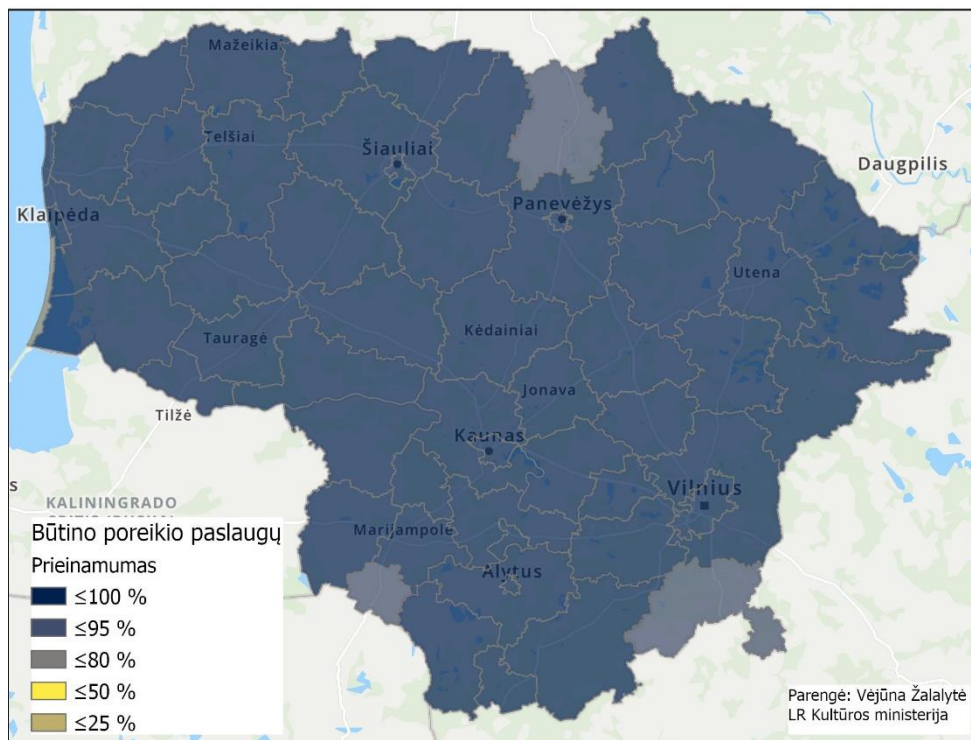 Mažeikia
Telšiai
Šiauliai
Daugpilis
Klaipėda
Panevėžys
Utena
Tauragė
Kėdainiai
Jonava
Tilžė
Kaunas
s
Vilnius
KALININGRADO
Marijampolė
Alytus
Būtino poreikio paslaugų
Prieinamumas
≤100 %
≤95 %
≤80 %
≤50 %
≤25 %
Parengė: Vėjūna Žalalytė
LR Kultūros ministerija